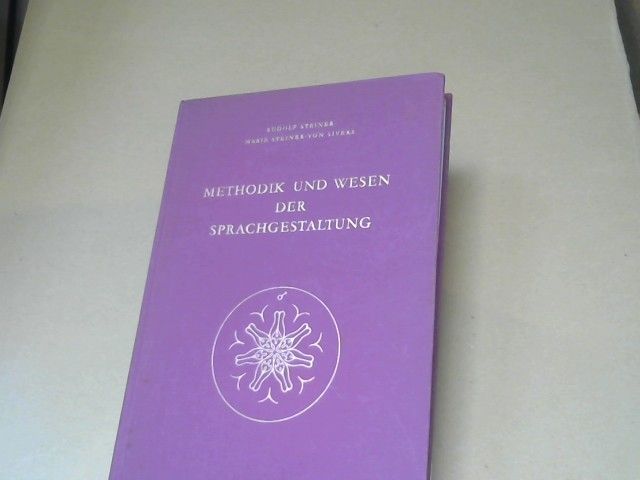 RUDOLF STEINER
MARIE STEINER-VON SIVERS
METHODIK UND WESEN
DER
SPRACHGESTALTUNG